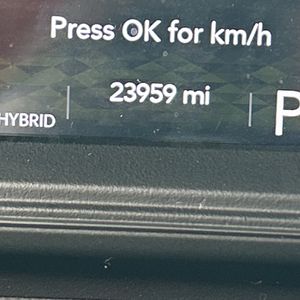 Press OK for km/h
23959 mi
HYBRID
P